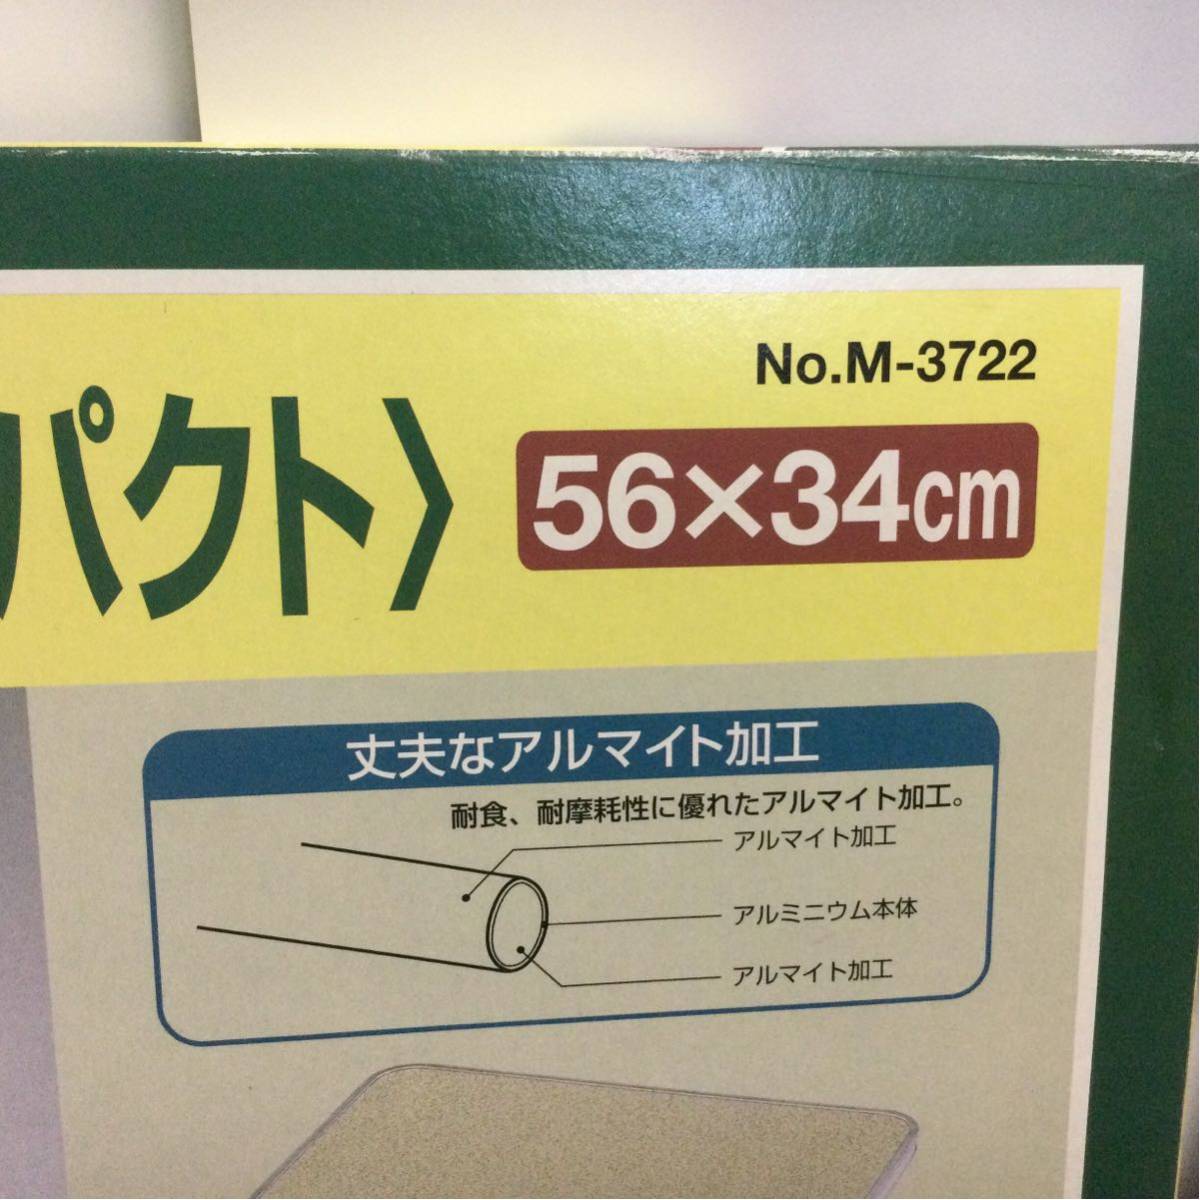 No.M-3722
パクト〉
56×34cm
丈夫なアルマイト加工
耐食、耐摩耗性に優れたアルマイト加工。
アルマイト加工
アルミニウム本体
アルマイト加工